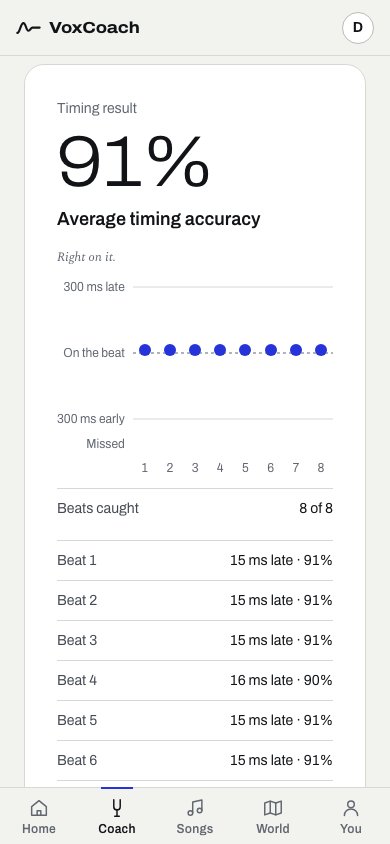 VoxCoach
D
Timing result
91%
Average timing accuracy
Right on it.
300 ms late
On the beat
300 ms early
Missed
1 2 3 4 5 6 7 8
Beats caught 8 of 8
Beat 1 15 ms late · 91%
Beat 2 15 ms late · 91%
Beat 3 15 ms late · 91%
Beat 4 16 ms late · 90%
Beat 5 15 ms late · 91%
Beat 6 15 ms late · 91%
Home Coach Songs World You